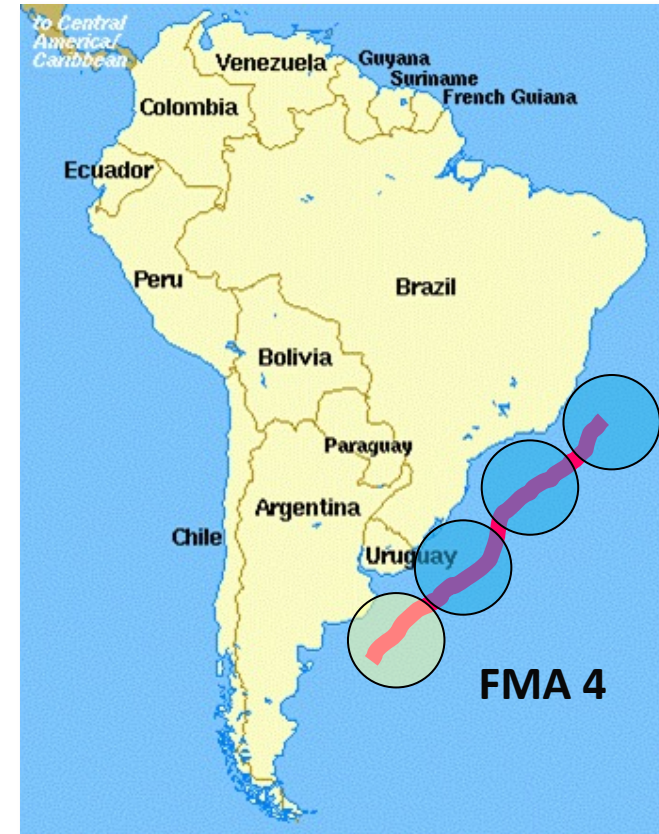 to Central
America/
Caribbean
Venezuela
Guyana
Suriname
French Guiana
Colombia
Ecuador
Peru
Brazil
Bolivia
Paraguay
Argentina
Chile
Uruguay
FMA 4